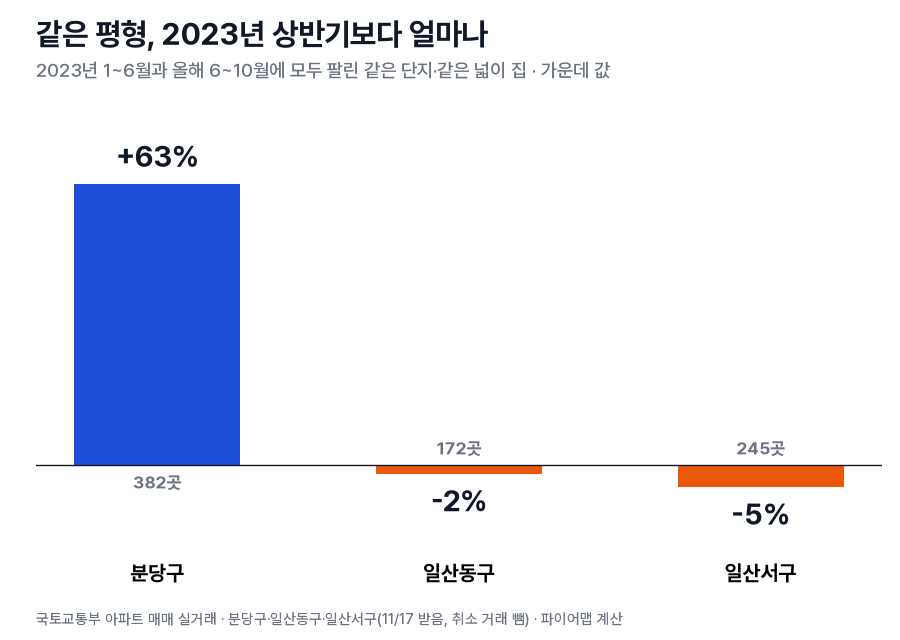 같은 평형, 2023년 상반기보다 얼마나
2023년 1~6월과 올해 6~10월에 모두 팔린 같은 단지·같은 넓이 집 · 가운데 값
+63%
172곳
245곳
382곳
-2%
-5%
분당구
일산동구
일산서구
국토교통부 아파트 매매 실거래 · 분당구·일산동구·일산서구(11/17 받음, 취소 거래 뺌) · 파이어맵 계산